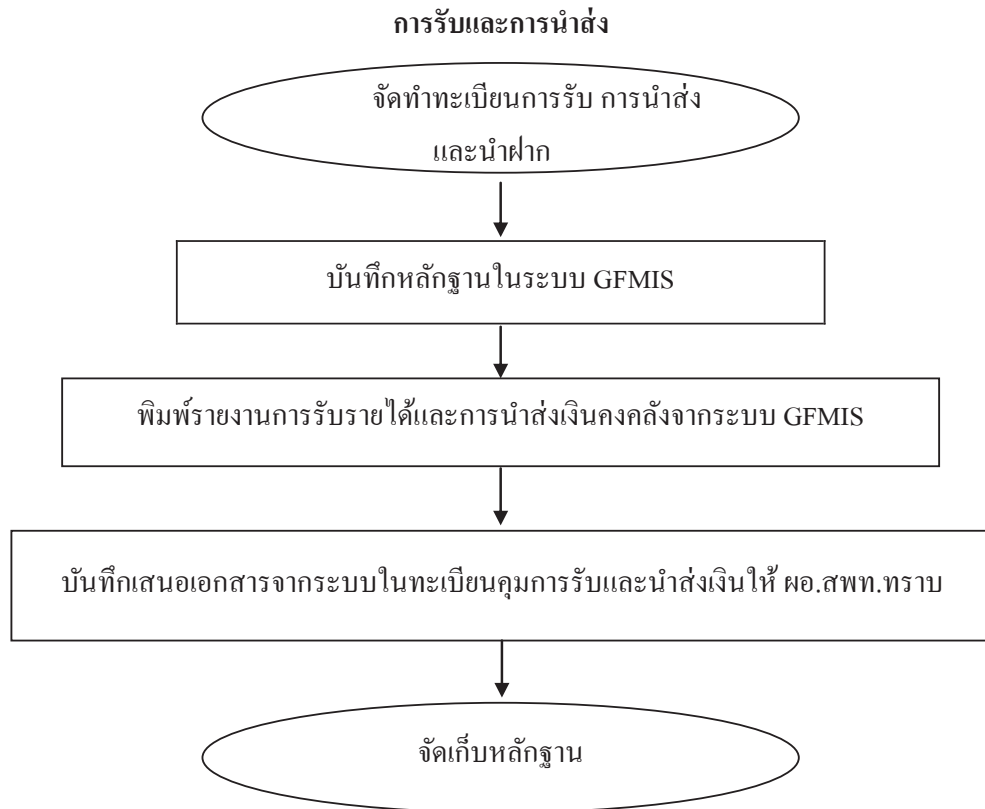 การรับและการนำส่ง
จัดทำทะเบียนการรับ การนำส่ง
และนำฝาก
บันทึกหลักฐานในระบบ GFMIS
พิมพ์รายงานการรับรายได้และการนำส่งเงินคงคลังจากระบบ GFMIS
บันทึกเสนอเอกสารจากระบบในทะเบียนคุมการรับและนำส่งเงินให้ ผอ.สพท.ทราบ
จัดเก็บหลักฐาน